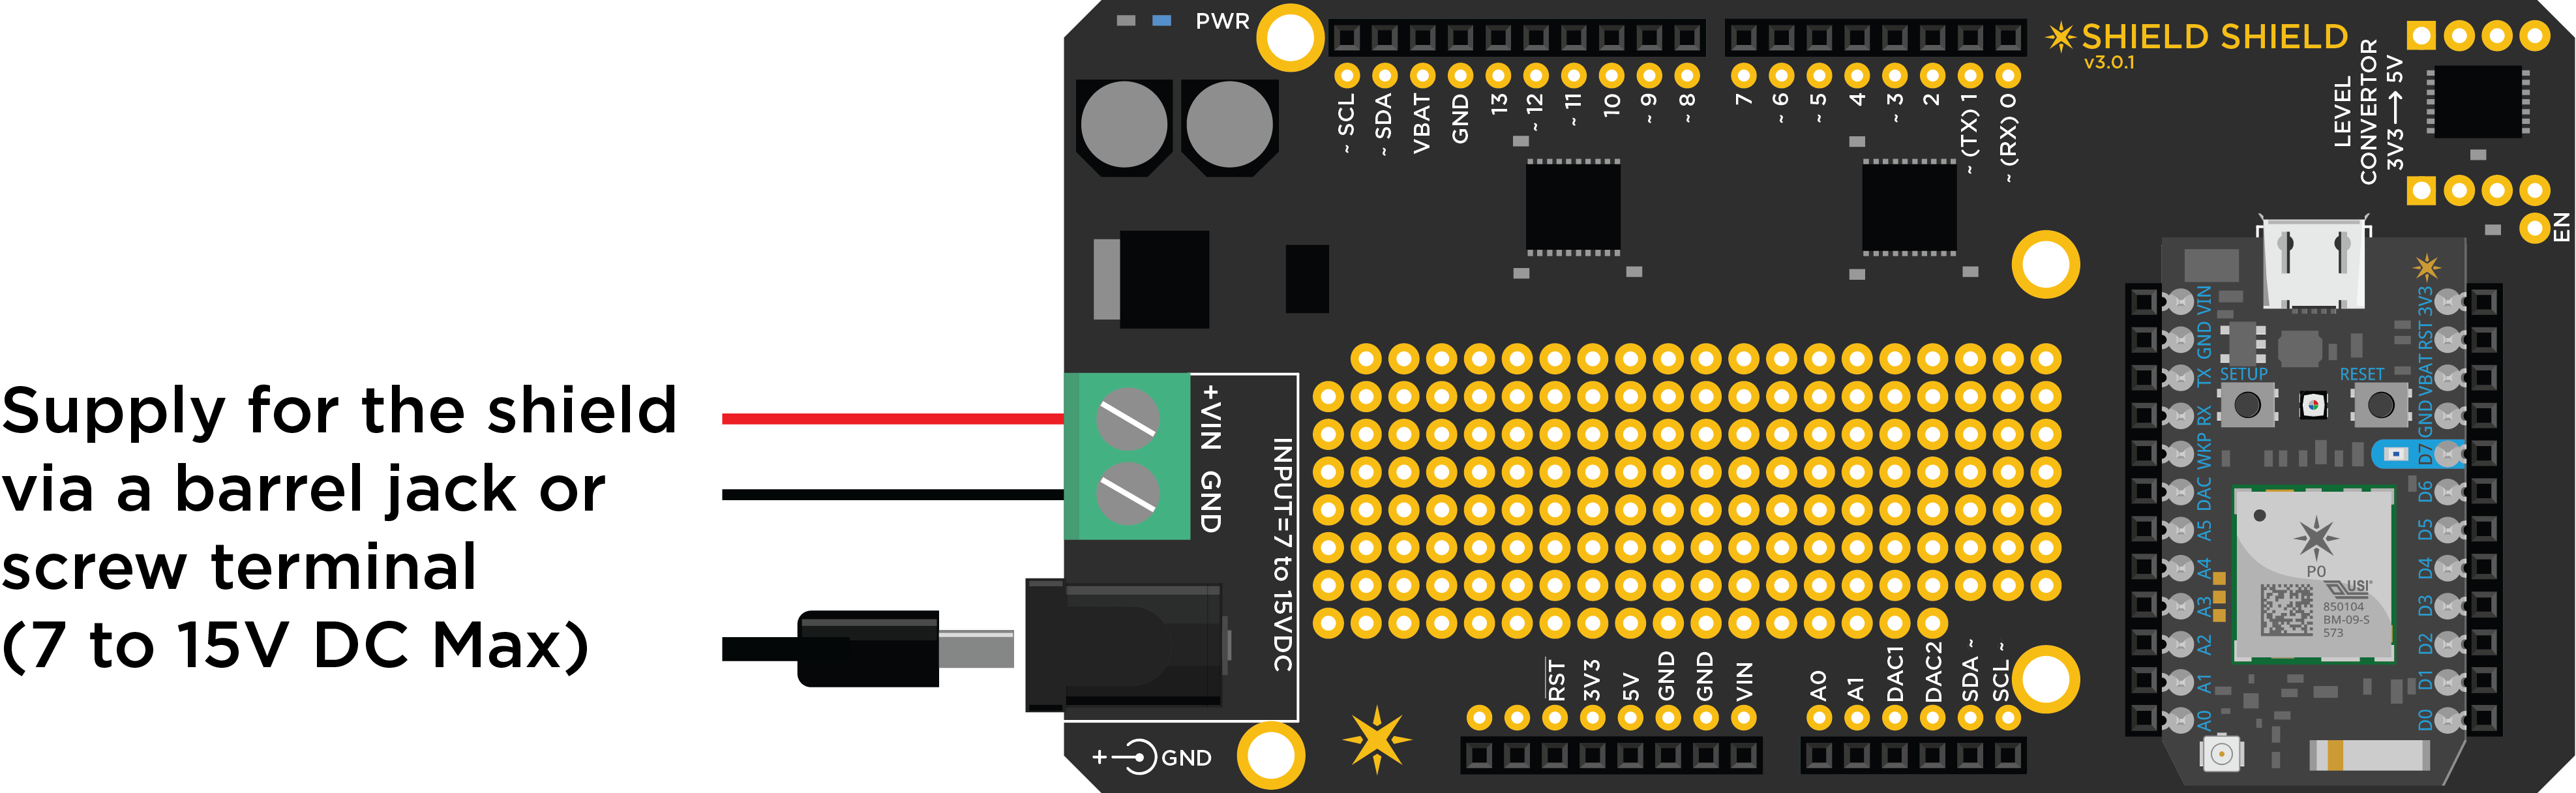 Supply for the shield
via a barrel jack or
screw terminal
(7 to 15V DC Max)
PWR
~ SCL
~ SDA
VBAT
GND
13
~ 12
~ 11
10
~ 9
~ 8
7
~ 6
~ 5
4
~ 3
2
~ (TX) 1
~ (RX) 0
SHIELD SHIELD
v3.0.1
LEVEL
CONVERTOR
3V3→5V
EN
+VIN GND
INPUT=7 to 15VDC
+ GND
RST
3V3
5V
GND
GND
VIN
A0
A1
DAC1
DAC2
SDA ~
SCL ~
VIN
GND
TX
RX
WKP
DAC
A5
A4
A3
A2
A1
A0
SETUP
RESET
3V3
RST
VBAT
GND
D7
D6
D5
D4
D3
D2
D1
D0
P0
USI
850104
BM-09-S
573